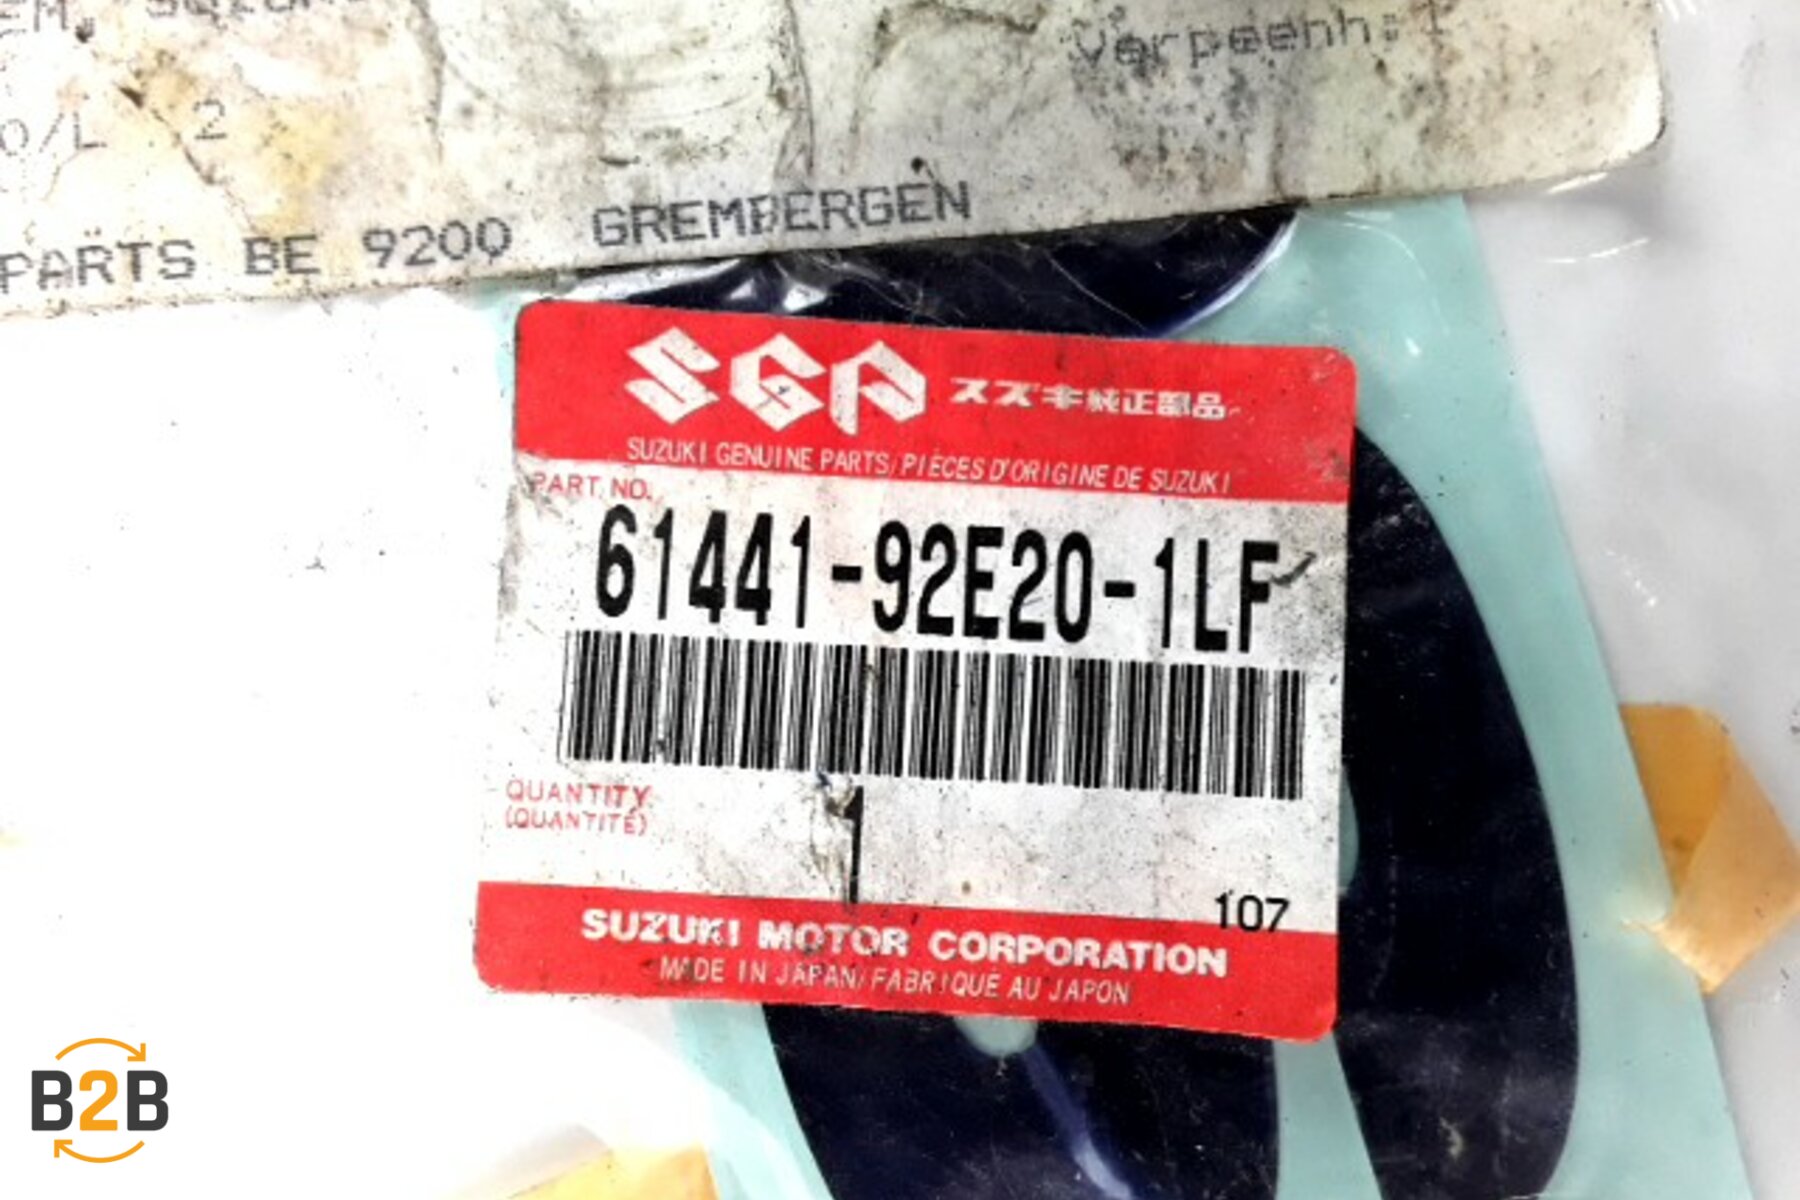 Verpeenh: 1
O/L 2
PARTS BE 9200 GREMBERGEN
SGP スズキ純正部品
SUZUKI GENUINE PARTS/PIÈCES D'ORIGINE DE SUZUKI
PART NO.
61441-92E20-1LF
QUANTITY
(QUANTITÉ)
1
107
SUZUKI MOTOR CORPORATION
MADE IN JAPAN/FABRIQUÉ AU JAPON
B2B